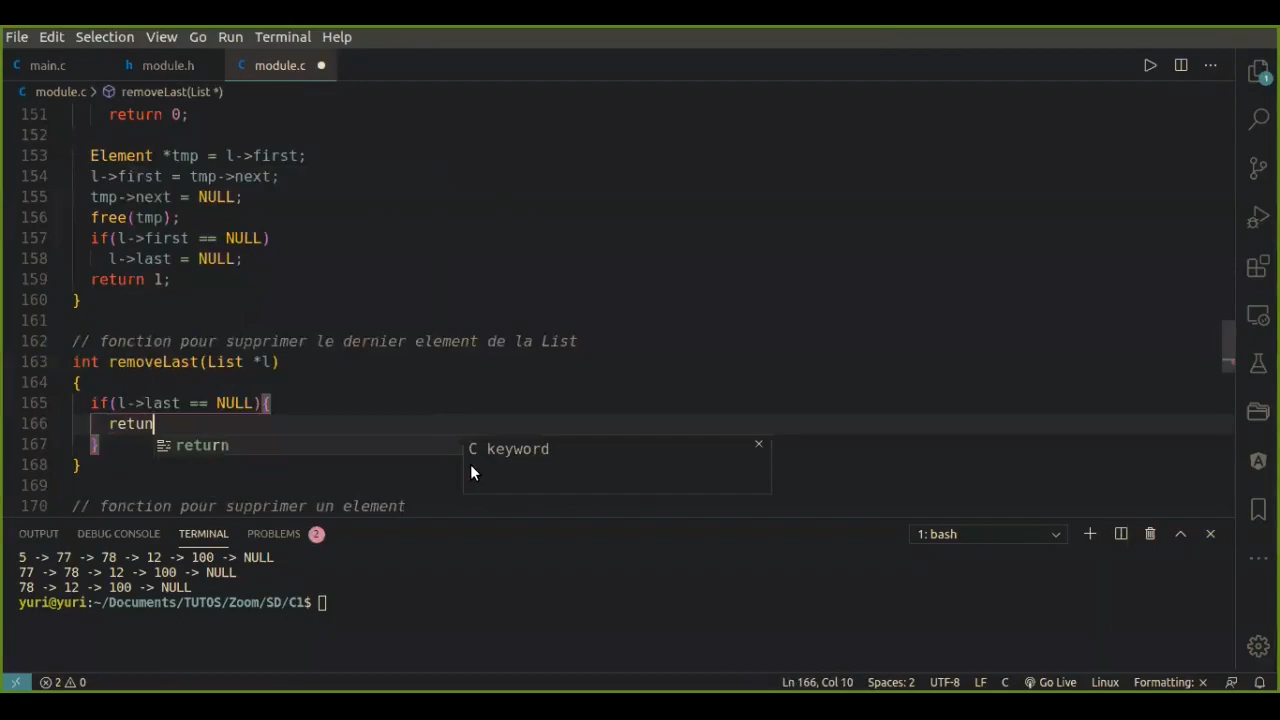 File Edit Selection View Go Run Terminal Help
C main.c h module.h C module.c
C module.c > removeLast(List *)
151 return 0;
152
153 Element *tmp = l->first;
154 l->first = tmp->next;
155 tmp->next = NULL;
156 free(tmp);
157 if(l->first == NULL)
158 l->last = NULL;
159 return 1;
160 }
161
162 // fonction pour supprimer le dernier element de la List
163 int removeLast(List *l)
164 {
165 if(l->last == NULL){
166 retun
167 }
return
C keyword
168 }
169
170 // fonction pour supprimer un element
OUTPUT DEBUG CONSOLE TERMINAL PROBLEMS 2 1: bash
5 -> 77 -> 78 -> 12 -> 100 -> NULL
77 -> 78 -> 12 -> 100 -> NULL
78 -> 12 -> 100 -> NULL
yuri@yuri:~/Documents/TUTOS/Zoom/SD/C1$
2 0 Ln 166, Col 10 Spaces: 2 UTF-8 LF C Go Live Linux Formatting: ×
1
A